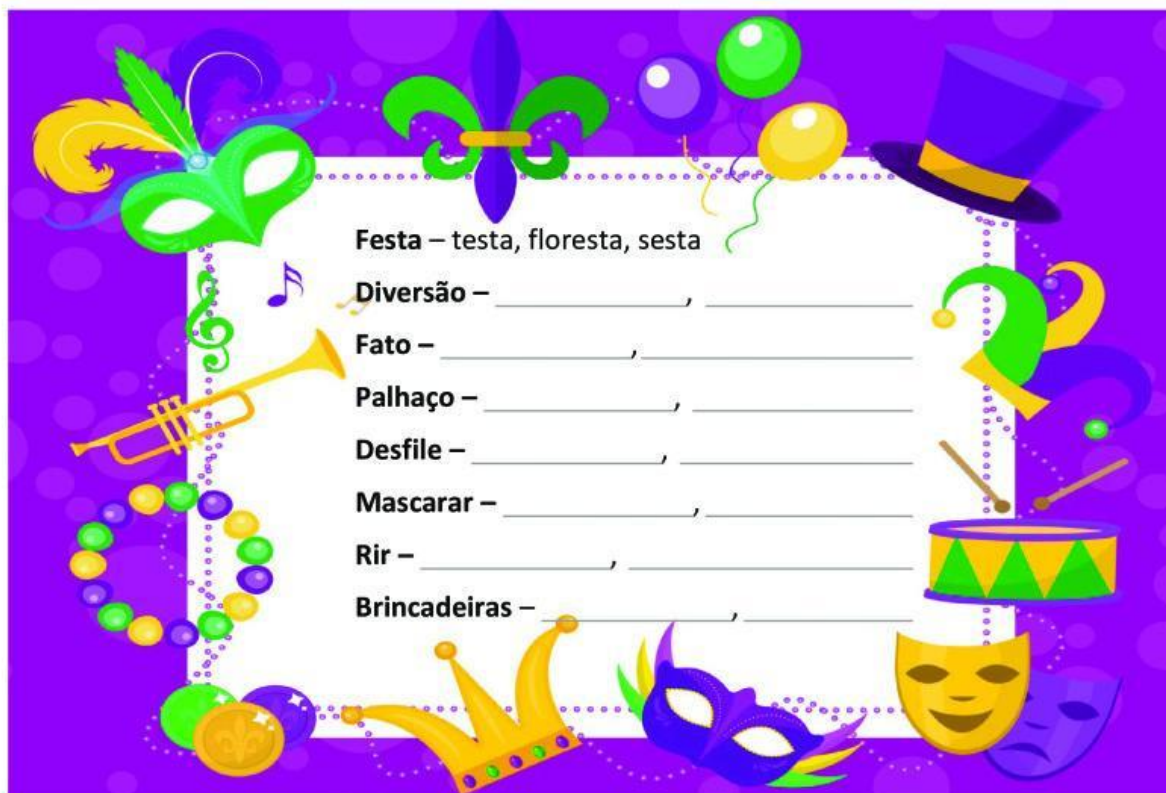 Festa – testa, floresta, sesta
Diversão – ____________, ____________
Fato – ____________, ____________
Palhaço – ____________, ____________
Desfile – ____________, ____________
Mascarar – ____________, ____________
Rir – ____________, ____________
Brincadeiras – ____________, ____________